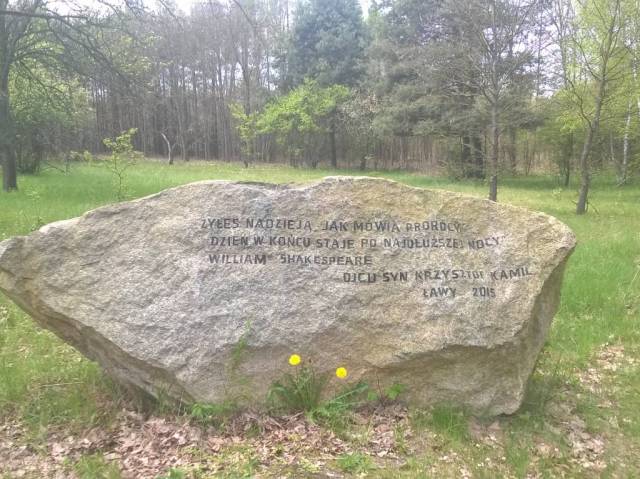 ŻYŁEŚ NADZIEJĄ, JAK MÓWIĄ PROROCY
DZIEŃ W KOŃCU STAJE PO NAJDŁUŻSZEJ NOCY
WILLIAM SHAKESPEARE
OJCU SYN KRZYSZTOF KAMIL
ŁAWY 2015